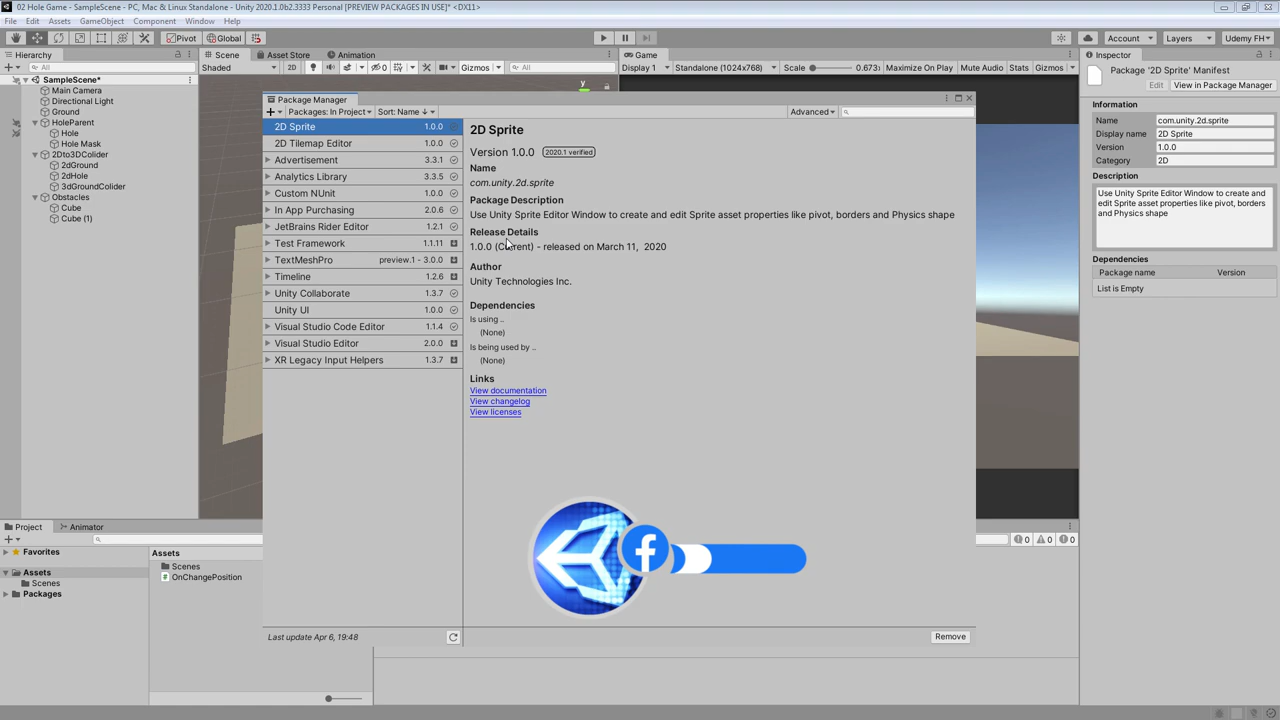 02 Hole Game - SampleScene - PC, Mac & Linux Standalone - Unity 2020.1.0b2.3333 Personal [PREVIEW PACKAGES IN USE]* <DX11>
File Edit Assets GameObject Component Window Help
Pivot Global Account Layers Udemy FH
Hierarchy Scene Asset Store Animation Game Inspector
All Shaded 2D 0 Gizmos All Display 1 Standalone (1024x768) Scale 0.673 Maximize On Play Mute Audio Stats Gizmos
Package '2D Sprite' Manifest
Edit View in Package Manager
SampleScene*
Main Camera
Directional Light
Ground
HoleParent
Hole
Hole Mask
2Dto3DColider
2dGround
2dHole
3dGroundCollider
Obstacles
Cube
Cube (1)
y
Package Manager
Packages: In Project Sort: Name ↓ Advanced
2D Sprite 1.0.0
2D Tilemap Editor 1.0.0
Advertisement 3.3.1
Analytics Library 3.3.5
Custom NUnit 1.0.0
In App Purchasing 2.0.6
JetBrains Rider Editor 1.2.1
Test Framework 1.1.11
TextMeshPro preview.1 - 3.0.0
Timeline 1.2.6
Unity Collaborate 1.3.7
Unity UI 1.0.0
Visual Studio Code Editor 1.1.4
Visual Studio Editor 2.0.0
XR Legacy Input Helpers 1.3.7
Last update Apr 6, 19:48
2D Sprite
Version 1.0.0 2020.1 verified
Name
com.unity.2d.sprite
Package Description
Use Unity Sprite Editor Window to create and edit Sprite asset properties like pivot, borders and Physics shape
Release Details
1.0.0 (Current) - released on March 11, 2020
Author
Unity Technologies Inc.
Dependencies
Is using ..
(None)
Is being used by ..
(None)
Links
View documentation
View changelog
View licenses
f
Remove
Information
Name com.unity.2d.sprite
Display name 2D Sprite
Version 1.0.0
Category 2D
Description
Use Unity Sprite Editor Window to create
and edit Sprite asset properties like pivot,
borders and Physics shape
Dependencies
Package name Version
List is Empty
Project Animator
Favorites
Assets
Scenes
Packages
Assets
Scenes
OnChangePosition
0 0 0